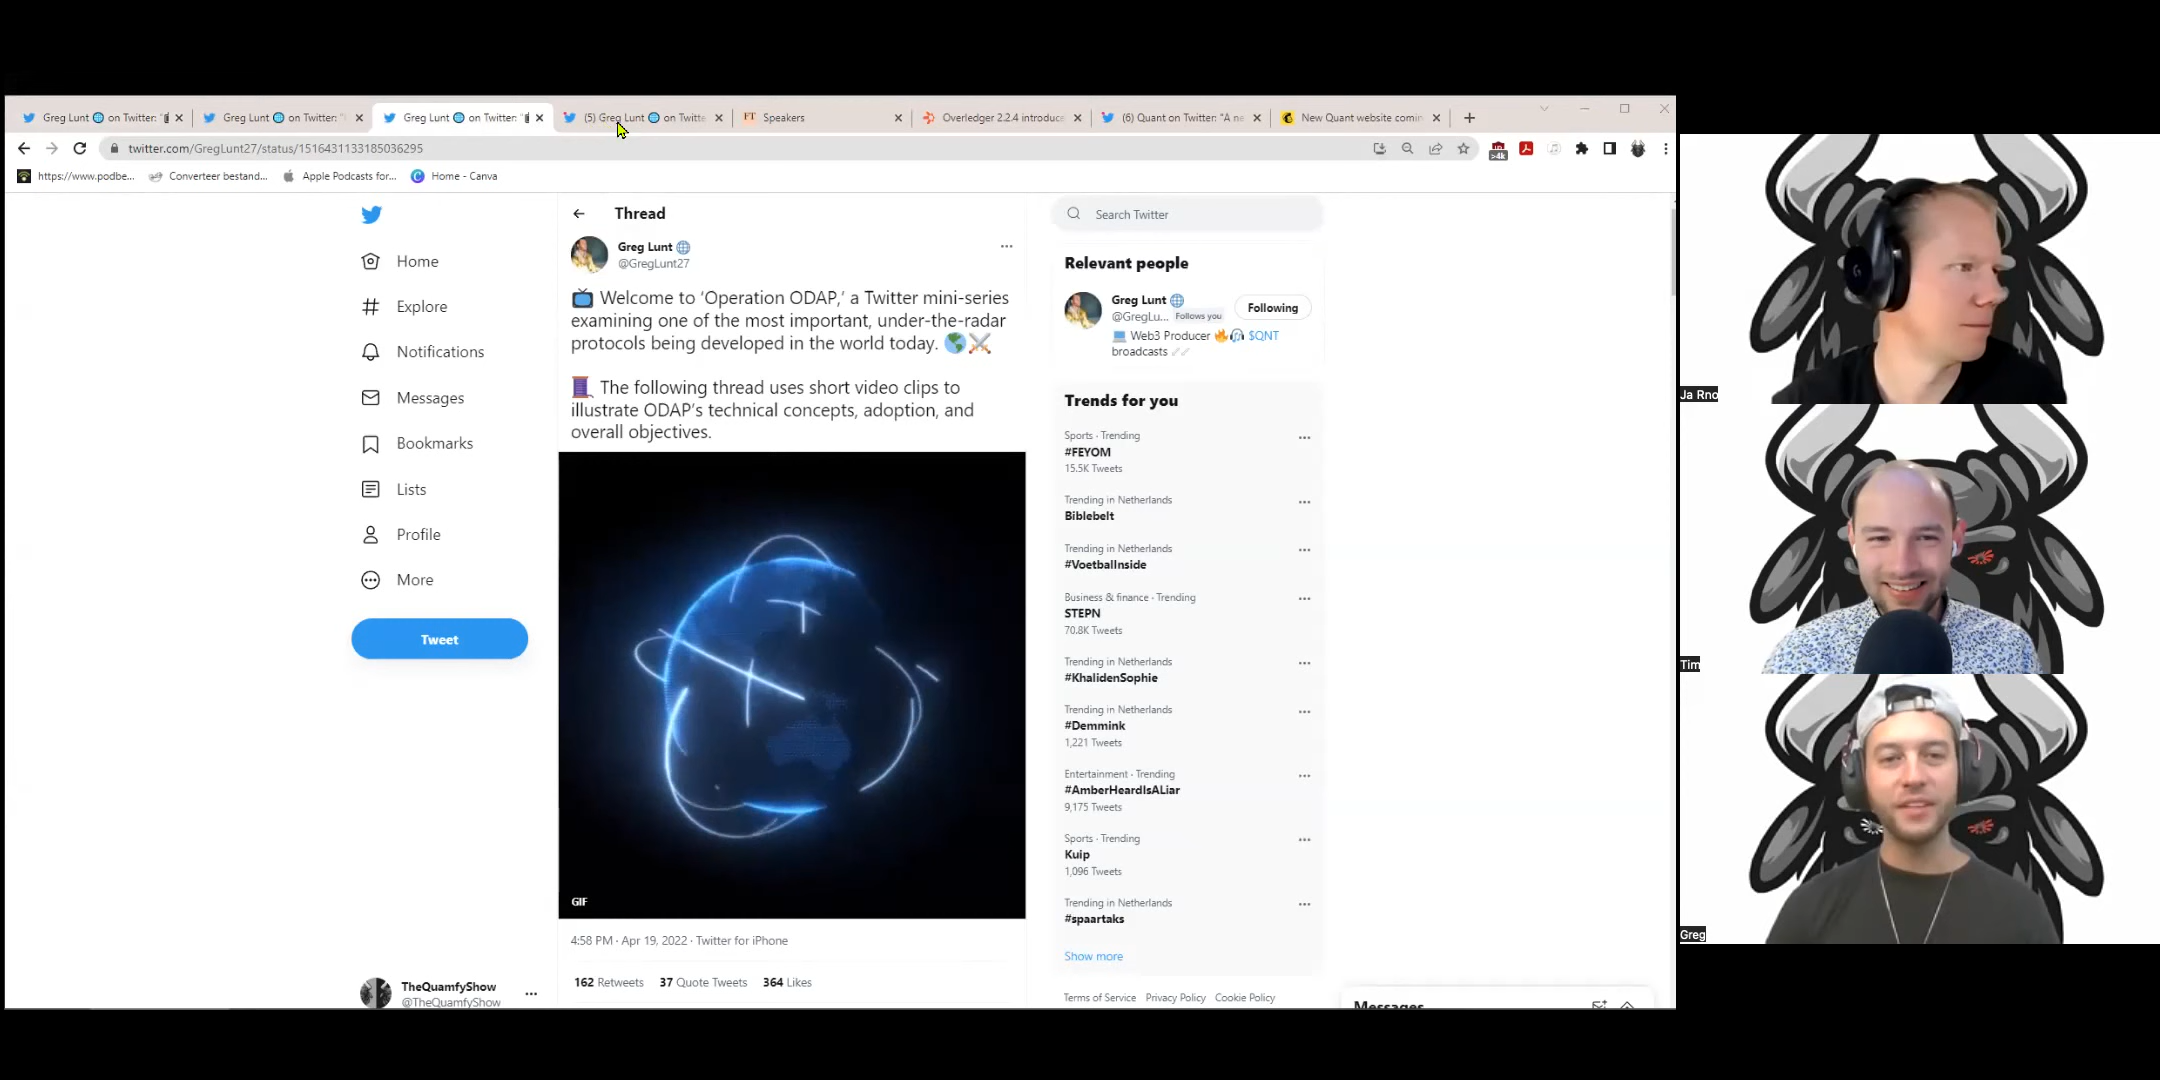 Greg Lunt 🌐 on Twitter: "
Greg Lunt 🌐 on Twitter: "
Greg Lunt 🌐 on Twitter: "
(5) Greg Lunt 🌐 on Twitte
FT Speakers
Overledger 2.2.4 introduce
(6) Quant on Twitter: "A ne
New Quant website comin
twitter.com/GregLunt27/status/1516431133185036295
>4k
https://www.podbe...
Converteer bestand...
Apple Podcasts for...
Home - Canva
Home
Explore
Notifications
Messages
Bookmarks
Lists
Profile
More
Tweet
TheQuamfyShow
@TheQuamfyShow
Thread
Greg Lunt 🌐
@GregLunt27
📺 Welcome to ‘Operation ODAP,’ a Twitter mini-series
examining one of the most important, under-the-radar
protocols being developed in the world today. 🌎⚔️
🧵 The following thread uses short video clips to
illustrate ODAP’s technical concepts, adoption, and
overall objectives.
GIF
4:58 PM · Apr 19, 2022 · Twitter for iPhone
162 Retweets 37 Quote Tweets 364 Likes
Search Twitter
Relevant people
Greg Lunt 🌐
@GregLu... Follows you
Following
💻 Web3 Producer 🔥🎧 $QNT
broadcasts
Trends for you
Sports · Trending
#FEYOM
15.5K Tweets
Trending in Netherlands
Biblebelt
Trending in Netherlands
#VoetbalInside
Business & finance · Trending
STEPN
70.8K Tweets
Trending in Netherlands
#KhalidenSophie
Trending in Netherlands
#Demmink
1,221 Tweets
Entertainment · Trending
#AmberHeardIsALiar
9,175 Tweets
Sports · Trending
Kuip
1,096 Tweets
Trending in Netherlands
#spaartaks
Show more
Terms of Service Privacy Policy Cookie Policy
Messages
Ja Rno
Tim
Greg